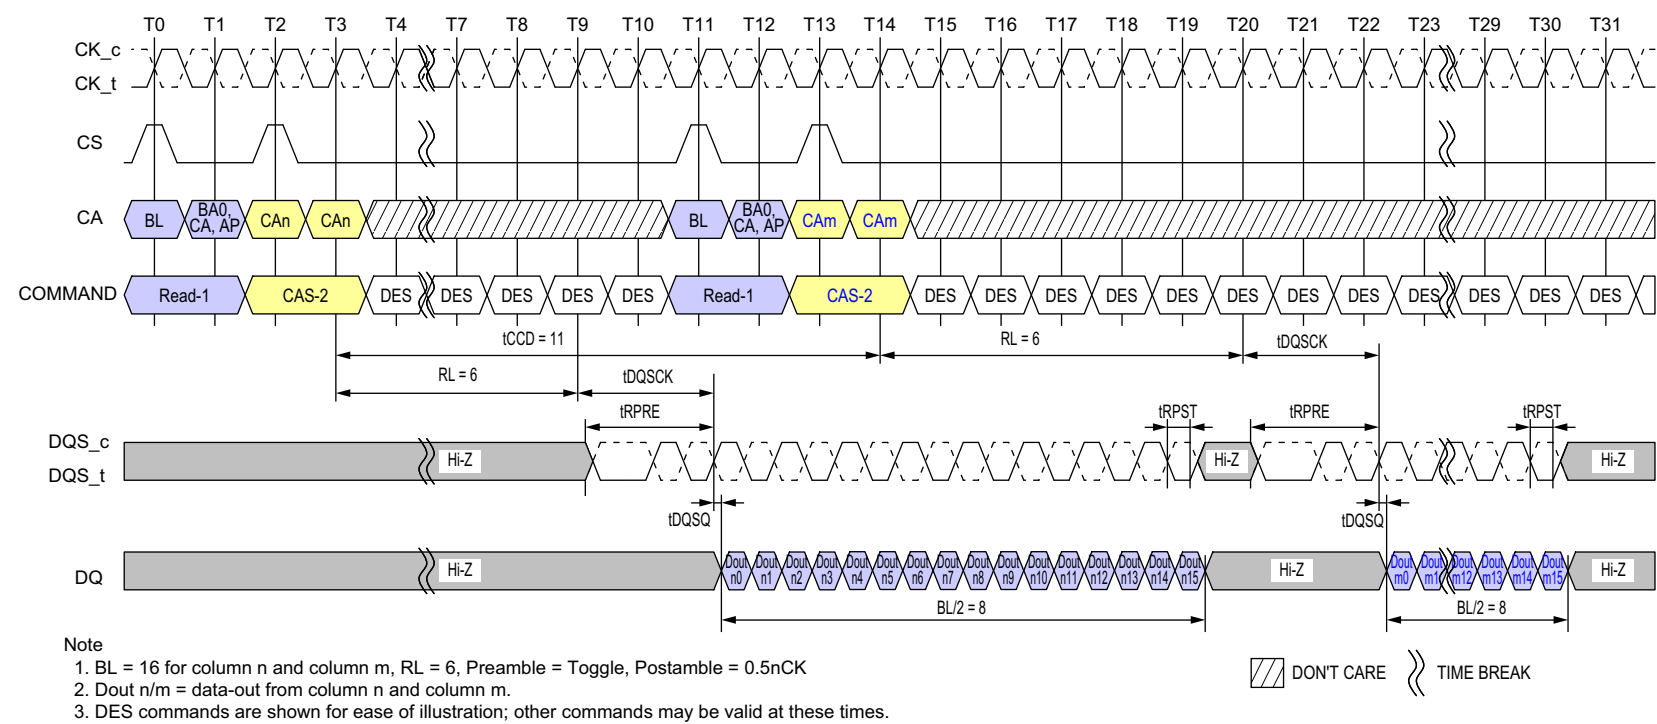 T0 T1 T2 T3 T4 T7 T8 T9 T10 T11 T12 T13 T14 T15 T16 T17 T18 T19 T20 T21 T22 T23 T29 T30 T31
CK_c
CK_t
CS
CA BL BA0, CA, AP CAn CAn BL BA0, CA, AP CAm CAm
COMMAND Read-1 CAS-2 DES DES DES DES DES Read-1 CAS-2 DES DES DES DES DES DES DES DES DES DES DES DES
tCCD = 11 RL = 6 tDQSCK
RL = 6 tDQSCK
tRPRE tRPST tRPRE tRPST
DQS_c
Hi-Z Hi-Z Hi-Z
DQS_t
tDQSQ tDQSQ
DQ Hi-Z Dout n0 Dout n1 Dout n2 Dout n3 Dout n4 Dout n5 Dout n6 Dout n7 Dout n8 Dout n9 Dout n10 Dout n11 Dout n12 Dout n13 Dout n14 Dout n15 Hi-Z Dout m0 Dout m1 Dout m12 Dout m13 Dout m14 Dout m15 Hi-Z
BL/2 = 8 BL/2 = 8
Note
1. BL = 16 for column n and column m, RL = 6, Preamble = Toggle, Postamble = 0.5nCK
2. Dout n/m = data-out from column n and column m.
3. DES commands are shown for ease of illustration; other commands may be valid at these times.
DON'T CARE TIME BREAK